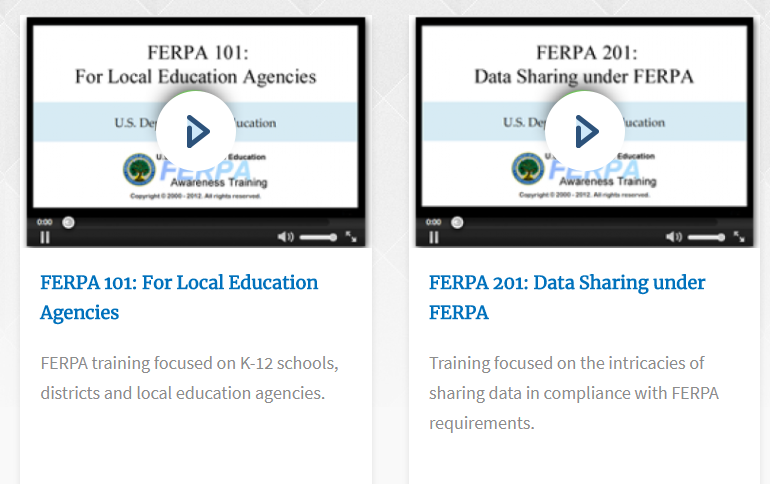 FERPA 101:
For Local Education Agencies
U.S. De ucation
U. Education
FERPA
Awareness Training
Copyright © 2000 - 2012. All rights reserved.
0:00
FERPA 101: For Local Education
Agencies
FERPA training focused on K-12 schools,
districts and local education agencies.
FERPA 201:
Data Sharing under FERPA
U.S. De ucation
U. Education
FERPA
Awareness Training
Copyright © 2000 - 2012. All rights reserved.
0:00
FERPA 201: Data Sharing under
FERPA
Training focused on the intricacies of
sharing data in compliance with FERPA
requirements.